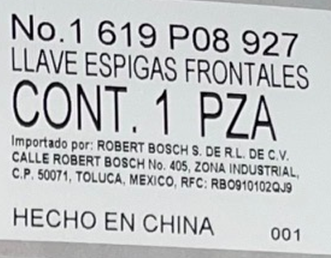 No.1 619 P08 927
LLAVE ESPIGAS FRONTALES
CONT. 1 PZA
Importado por: ROBERT BOSCH S. DE R.L. DE C.V.
CALLE ROBERT BOSCH No. 405, ZONA INDUSTRIAL,
C.P. 50071, TOLUCA, MEXICO, RFC: RBO910102QJ9
HECHO EN CHINA 001